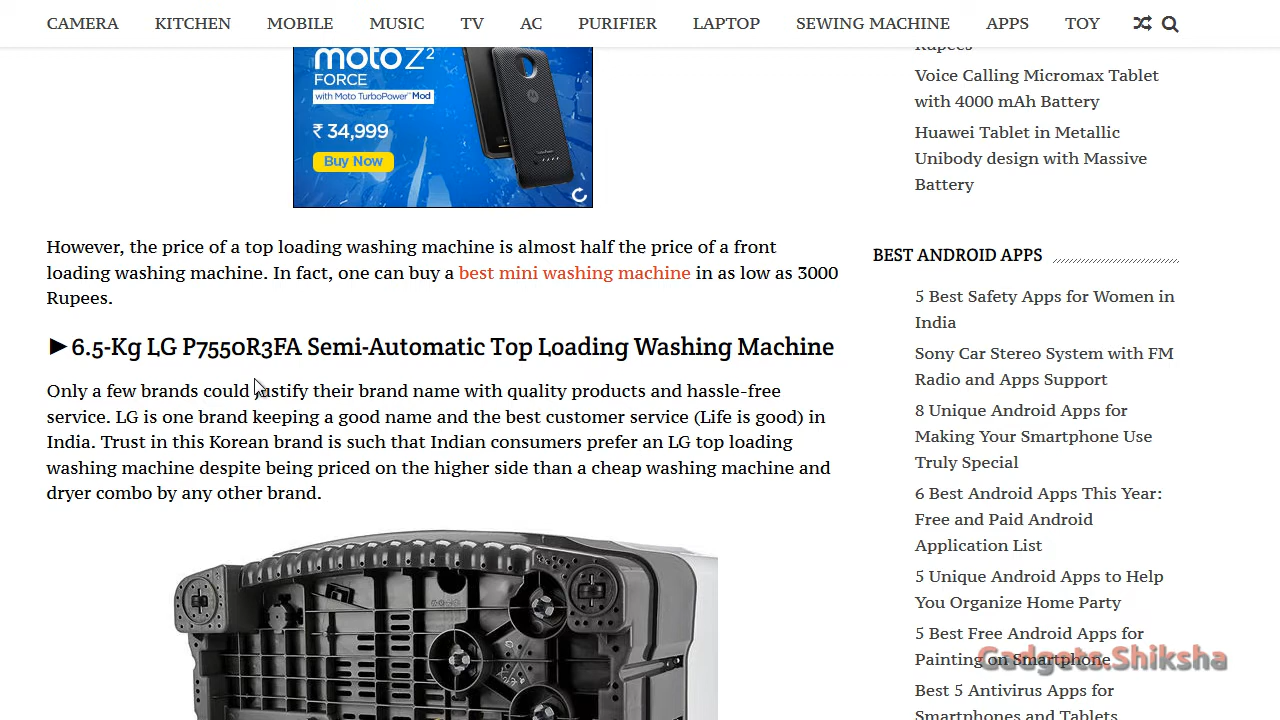 CAMERA KITCHEN MOBILE MUSIC TV AC PURIFIER LAPTOP SEWING MACHINE APPS TOY
moto z²
FORCE
with Moto TurboPower™ Mod
₹ 34,999
Buy Now
However, the price of a top loading washing machine is almost half the price of a front
loading washing machine. In fact, one can buy a best mini washing machine in as low as 3000
Rupees.
►6.5-Kg LG P7550R3FA Semi-Automatic Top Loading Washing Machine
Only a few brands could justify their brand name with quality products and hassle-free
service. LG is one brand keeping a good name and the best customer service (Life is good) in
India. Trust in this Korean brand is such that Indian consumers prefer an LG top loading
washing machine despite being priced on the higher side than a cheap washing machine and
dryer combo by any other brand.
Rupees
Voice Calling Micromax Tablet
with 4000 mAh Battery
Huawei Tablet in Metallic
Unibody design with Massive
Battery
BEST ANDROID APPS
5 Best Safety Apps for Women in
India
Sony Car Stereo System with FM
Radio and Apps Support
8 Unique Android Apps for
Making Your Smartphone Use
Truly Special
6 Best Android Apps This Year:
Free and Paid Android
Application List
5 Unique Android Apps to Help
You Organize Home Party
5 Best Free Android Apps for
Painting on Smartphone
Best 5 Antivirus Apps for
Smartphones and Tablets
Gadgets.Shiksha